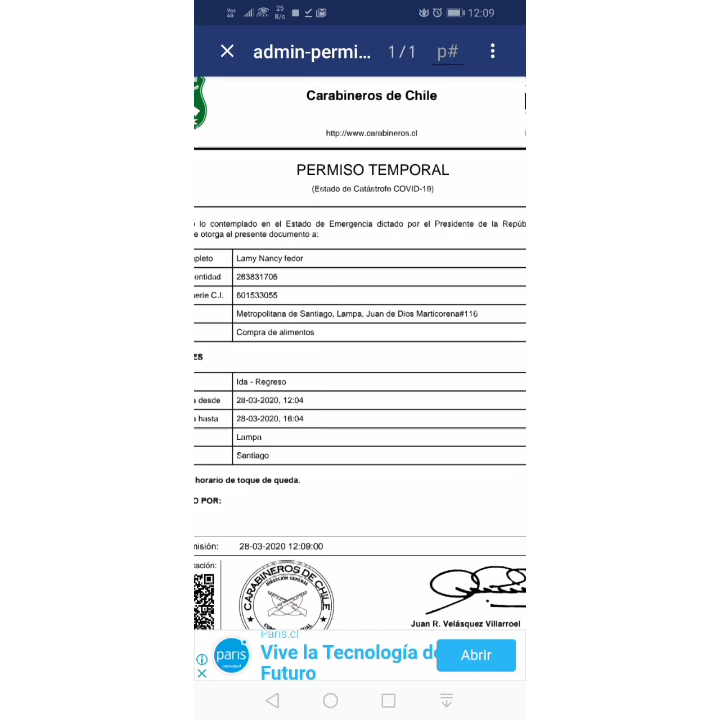 12:09
admin-permi... 1/1 p#
Carabineros de Chile
http://www.carabineros.cl
PERMISO TEMPORAL
(Estado de Catástrofe COVID-19)
lo contemplado en el Estado de Emergencia dictado por el Presidente de la Repúb
e otorga el presente documento a:
pleto Lamy Nancy fedor
entidad 263831706
serie C.I. 601533055
Metropolitana de Santiago, Lampa, Juan de Dios Marticorena#116
Compra de alimentos
ES
Ida - Regreso
desde 28-03-2020, 12:04
hasta 28-03-2020, 16:04
Lampa
Santiago
horario de toque de queda.
O POR:
misión: 28-03-2020 12:09:00
ación:
CARABINEROS DE CHILE
DIRECCIÓN GENERAL
Juan R. Velásquez Villarroel
Paris.cl
paris
Vive la Tecnología de
Futuro
Abrir